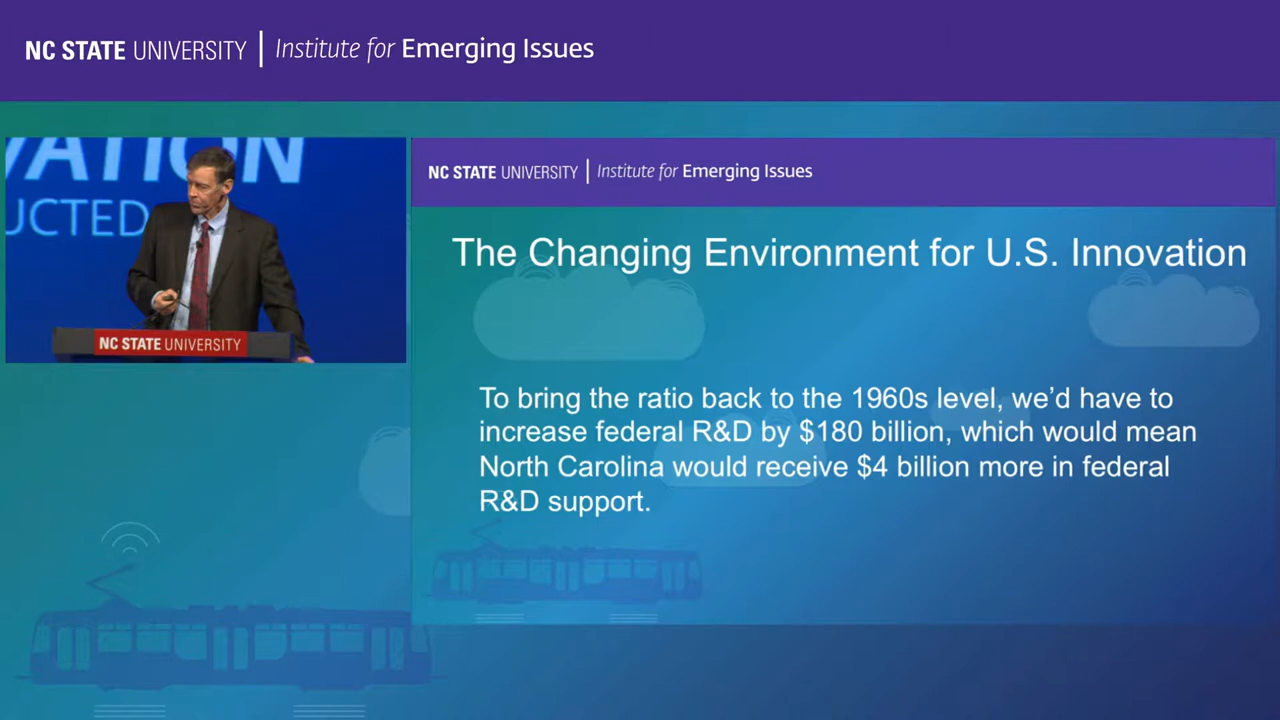 NC STATE UNIVERSITY | Institute for Emerging Issues
VATION
UCTED
NC STATE UNIVERSITY
NC STATE UNIVERSITY | Institute for Emerging Issues
The Changing Environment for U.S. Innovation
To bring the ratio back to the 1960s level, we’d have to
increase federal R&D by $180 billion, which would mean
North Carolina would receive $4 billion more in federal
R&D support.